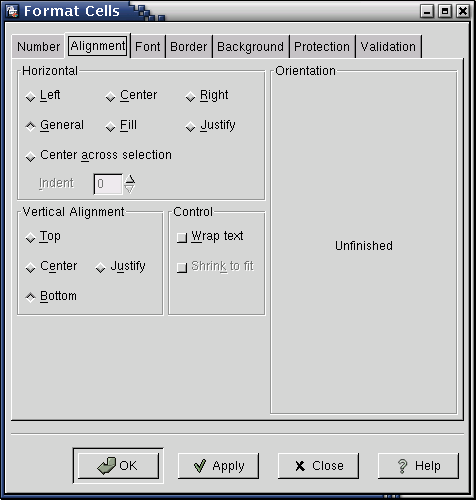 Format Cells
Number Alignment Font Border Background Protection Validation
Horizontal
Left Center Right
General Fill Justify
Center across selection
Indent 0
Vertical Alignment
Top
Center Justify
Bottom
Control
Wrap text
Shrink to fit
Orientation
Unfinished
OK Apply Close Help